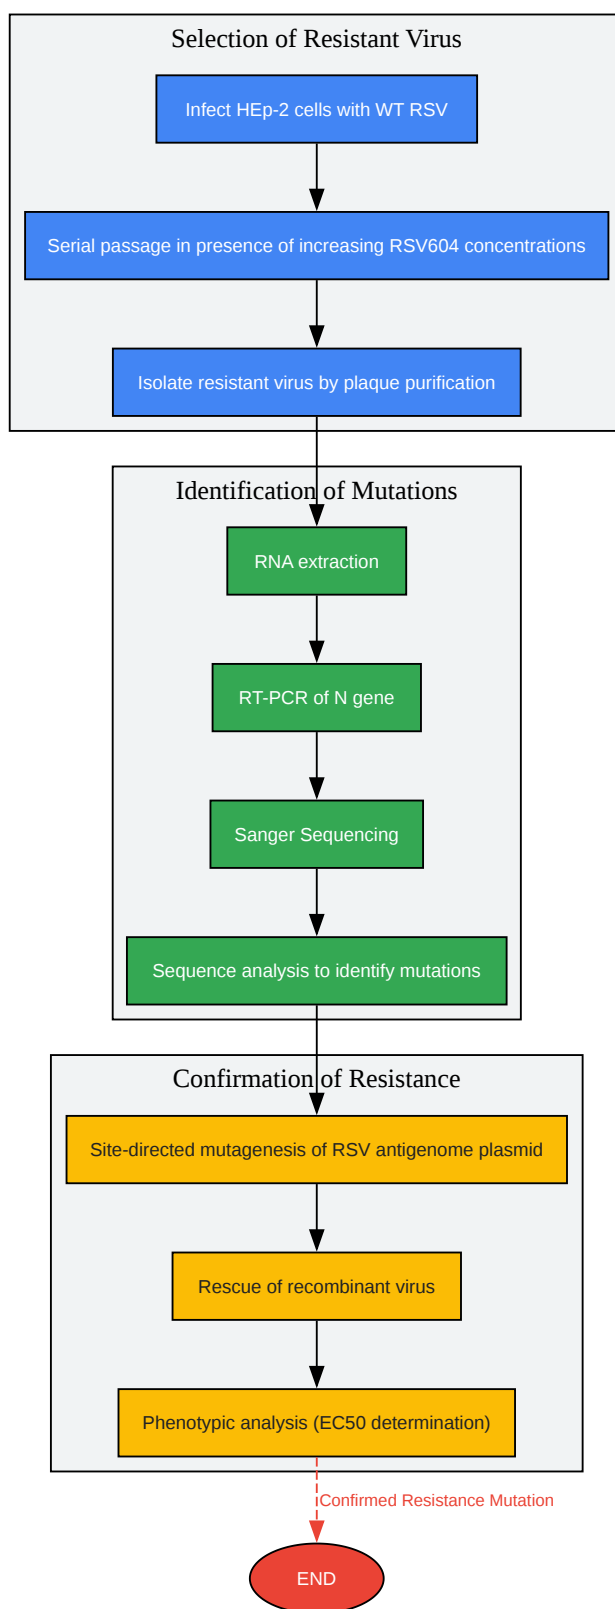 Selection of Resistant Virus
Infect HEp-2 cells with WT RSV
Serial passage in presence of increasing RSV604 concentrations
Isolate resistant virus by plaque purification
Identification of Mutations
RNA extraction
RT-PCR of N gene
Sanger Sequencing
Sequence analysis to identify mutations
Confirmation of Resistance
Site-directed mutagenesis of RSV antigenome plasmid
Rescue of recombinant virus
Phenotypic analysis (EC50 determination)
Confirmed Resistance Mutation
END